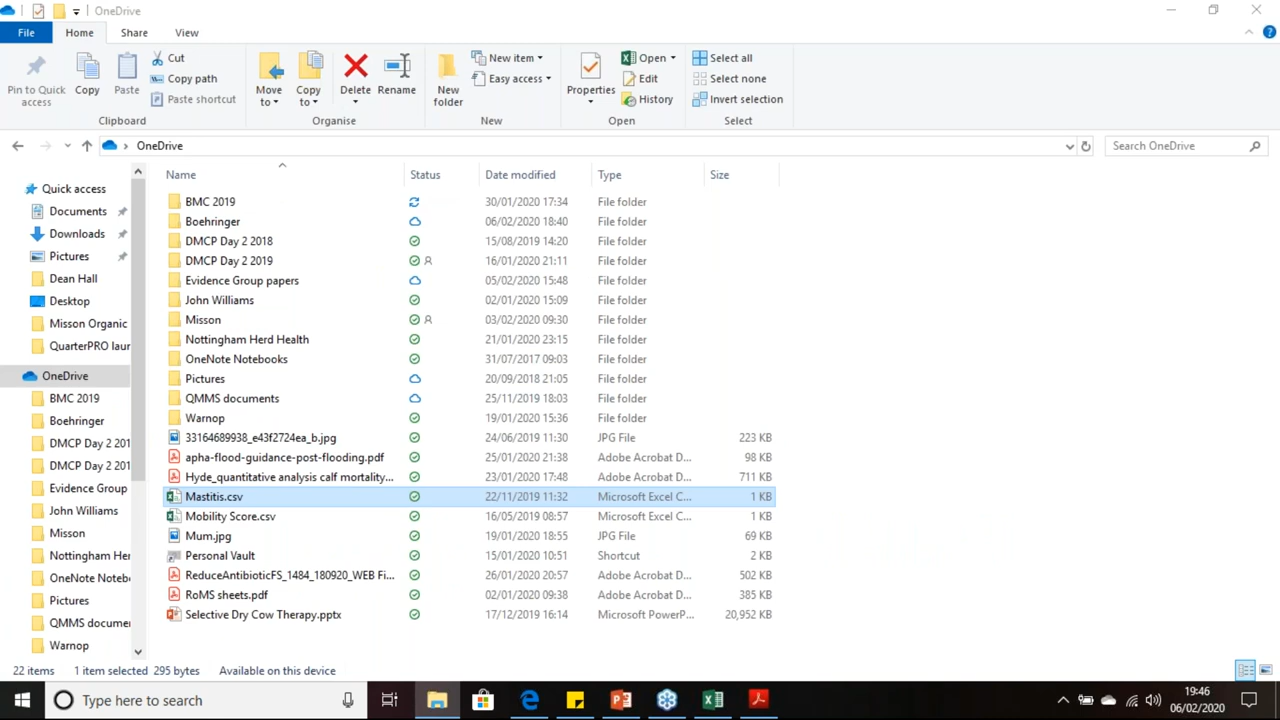 OneDrive
File Home Share View
Pin to Quick access
Copy
Paste
Cut
Copy path
Paste shortcut
Clipboard
Move to
Copy to
Delete
Rename
Organise
New folder
New item
Easy access
New
Properties
Open
Edit
History
Open
Select all
Select none
Invert selection
Select
OneDrive
Search OneDrive
Quick access
Documents
Downloads
Pictures
Dean Hall
Desktop
Misson Organic
QuarterPRO laur
OneDrive
BMC 2019
Boehringer
DMCP Day 2 201
DMCP Day 2 201
Evidence Group
John Williams
Misson
Nottingham Her
OneNote Noteb
Pictures
QMMS documer
Warnop
Name Status Date modified Type Size
BMC 2019 30/01/2020 17:34 File folder
Boehringer 06/02/2020 18:40 File folder
DMCP Day 2 2018 15/08/2019 14:20 File folder
DMCP Day 2 2019 16/01/2020 21:11 File folder
Evidence Group papers 05/02/2020 15:48 File folder
John Williams 02/01/2020 15:09 File folder
Misson 03/02/2020 09:30 File folder
Nottingham Herd Health 21/01/2020 23:15 File folder
OneNote Notebooks 31/07/2017 09:03 File folder
Pictures 20/09/2018 21:05 File folder
QMMS documents 25/11/2019 18:03 File folder
Warnop 19/01/2020 15:36 File folder
33164689938_e43f2724ea_b.jpg 24/06/2019 11:30 JPG File 223 KB
apha-flood-guidance-post-flooding.pdf 25/01/2020 21:38 Adobe Acrobat D... 98 KB
Hyde_quantitative analysis calf mortality... 23/01/2020 17:48 Adobe Acrobat D... 711 KB
Mastitis.csv 22/11/2019 11:32 Microsoft Excel C... 1 KB
Mobility Score.csv 16/05/2019 08:57 Microsoft Excel C... 1 KB
Mum.jpg 19/01/2020 18:55 JPG File 69 KB
Personal Vault 15/01/2020 10:51 Shortcut 2 KB
ReduceAntibioticFS_1484_180920_WEB Fi... 26/01/2020 20:57 Adobe Acrobat D... 502 KB
RoMS sheets.pdf 02/01/2020 09:38 Adobe Acrobat D... 385 KB
Selective Dry Cow Therapy.pptx 17/12/2019 16:14 Microsoft PowerP... 20,952 KB
22 items 1 item selected 295 bytes Available on this device
Type here to search
19:46
06/02/2020